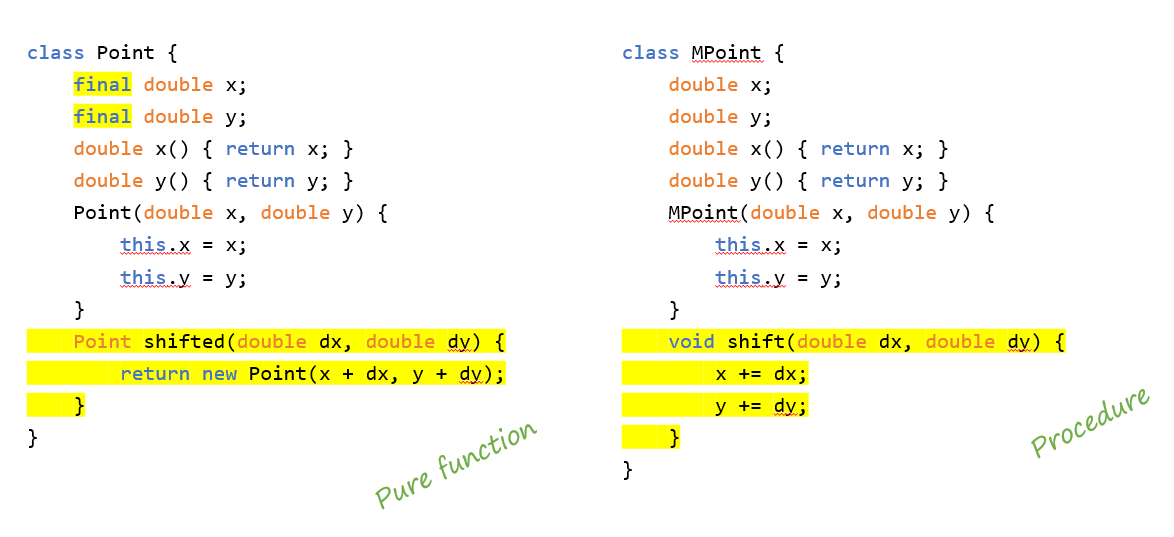 class Point {
    final double x;
    final double y;
    double x() { return x; }
    double y() { return y; }
    Point(double x, double y) {
        this.x = x;
        this.y = y;
    }
    Point shifted(double dx, double dy) {
        return new Point(x + dx, y + dy);
    }
}
Pure function
class MPoint {
    double x;
    double y;
    double x() { return x; }
    double y() { return y; }
    MPoint(double x, double y) {
        this.x = x;
        this.y = y;
    }
    void shift(double dx, double dy) {
        x += dx;
        y += dy;
    }
}
Procedure